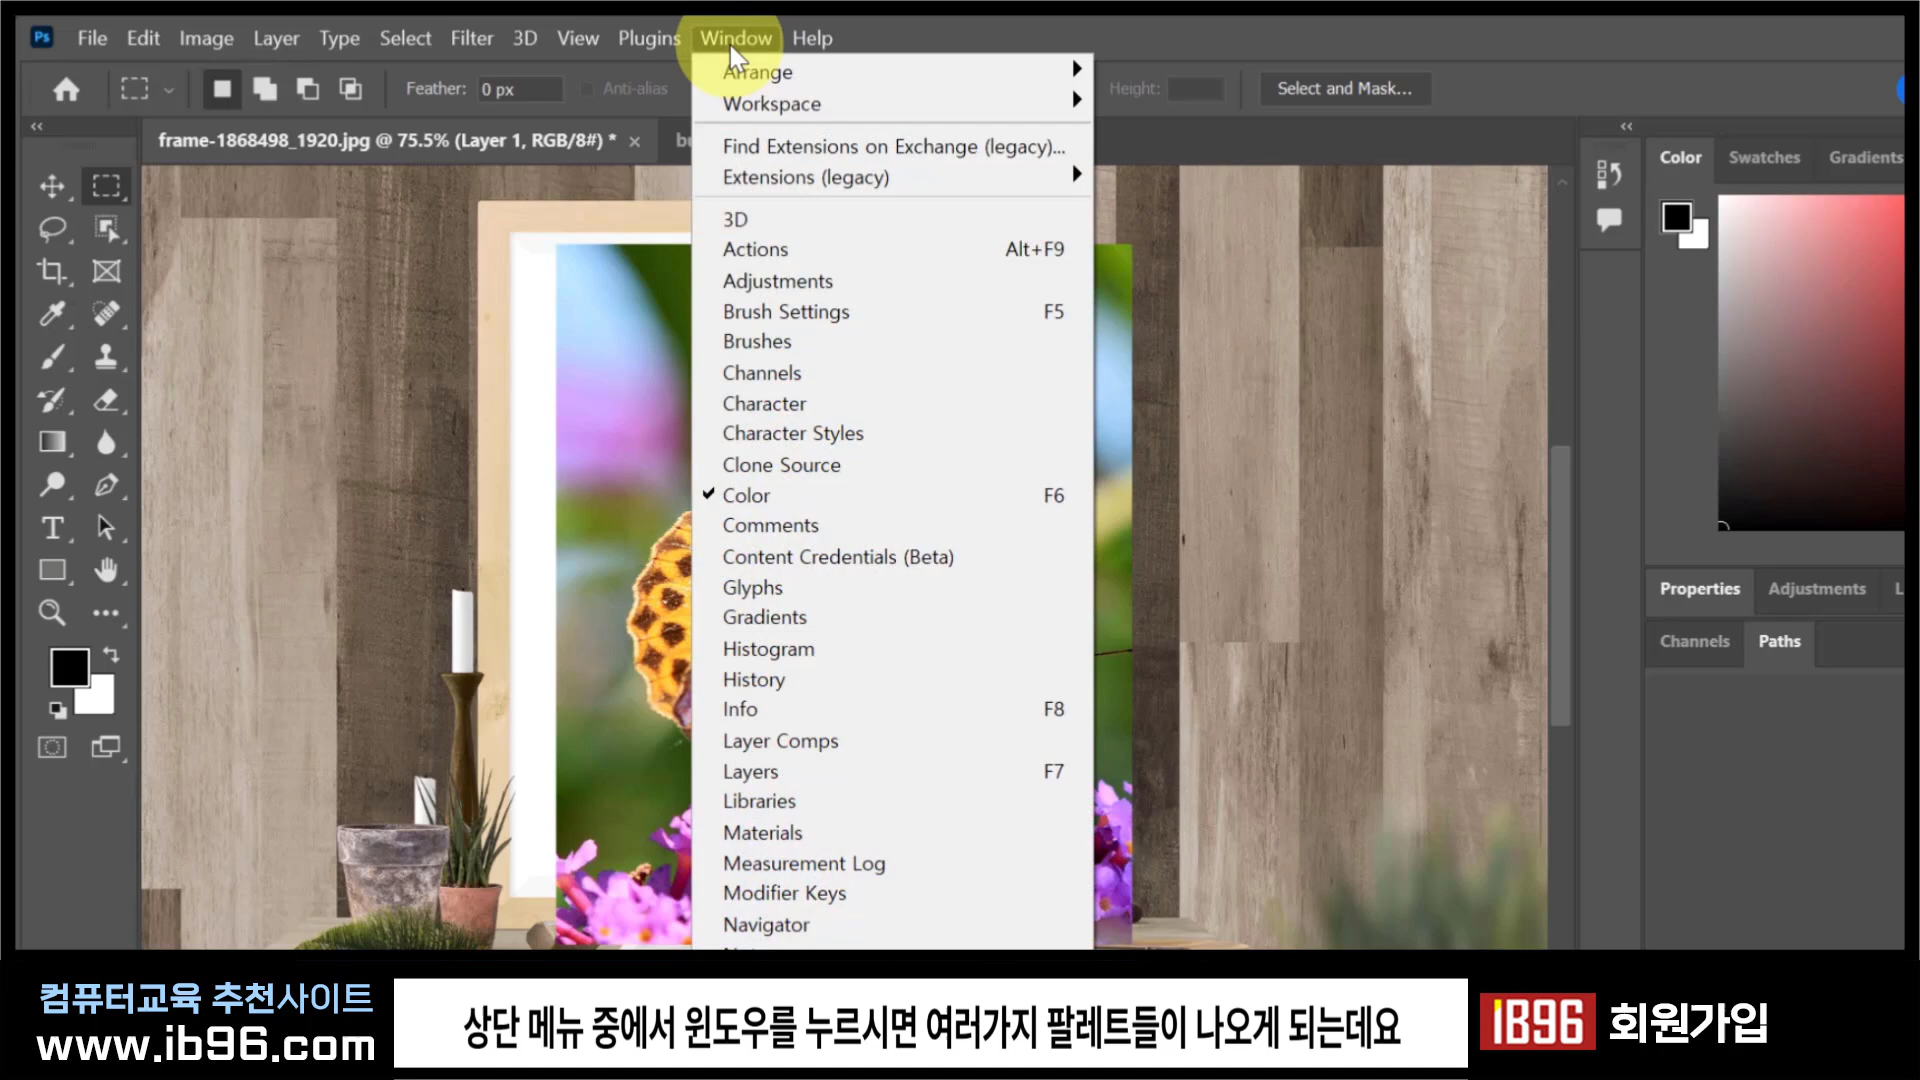 Ps File Edit Image Layer Type Select Filter 3D View Plugins Window Help
Feather: 0 px Anti-alias Height: Select and Mask...
frame-1868498_1920.jpg @ 75.5% (Layer 1, RGB/8#) * ×
Arrange
Workspace
Find Extensions on Exchange (legacy)...
Extensions (legacy)
3D
Actions Alt+F9
Adjustments
Brush Settings F5
Brushes
Channels
Character
Character Styles
Clone Source
Color F6
Comments
Content Credentials (Beta)
Glyphs
Gradients
Histogram
History
Info F8
Layer Comps
Layers F7
Libraries
Materials
Measurement Log
Modifier Keys
Navigator
Color Swatches Gradients
Properties Adjustments
Channels Paths
컴퓨터교육 추천사이트
www.ib96.com
상단 메뉴 중에서 윈도우를 누르시면 여러가지 팔레트들이 나오게 되는데요
IB96 회원가입